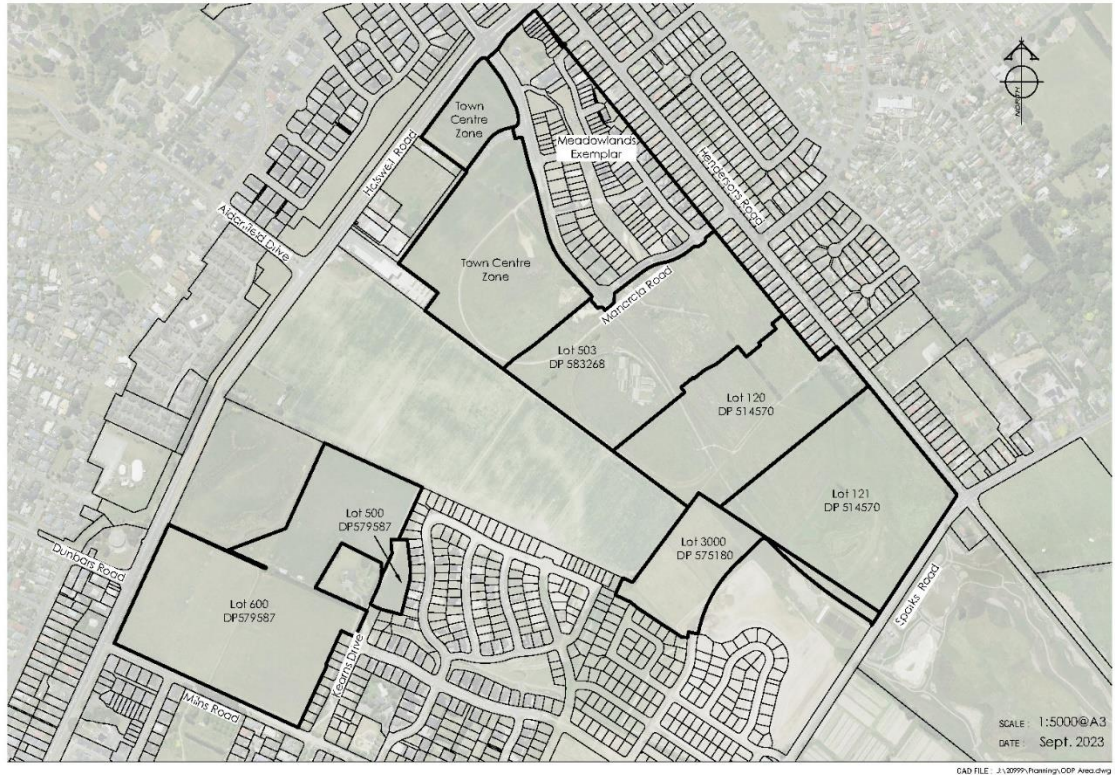 NORTH
Town
Centre
Zone
Meadowlands
Exemplar
Halswell Road
Hendersons Road
Aidanfield Drive
Town Centre
Zone
Manarola Road
Lot 503
DP 583268
Lot 120
DP 514570
Lot 121
DP 514570
Lot 500
DP579587
Lot 3000
DP 575180
Dunbars Road
Lot 600
DP579587
Sparks Road
Kearns Drive
Milns Road
SCALE : 1:5000@A3
DATE : Sept. 2023
CAD FILE : J:\20999\Planning\ODP Area.dwg